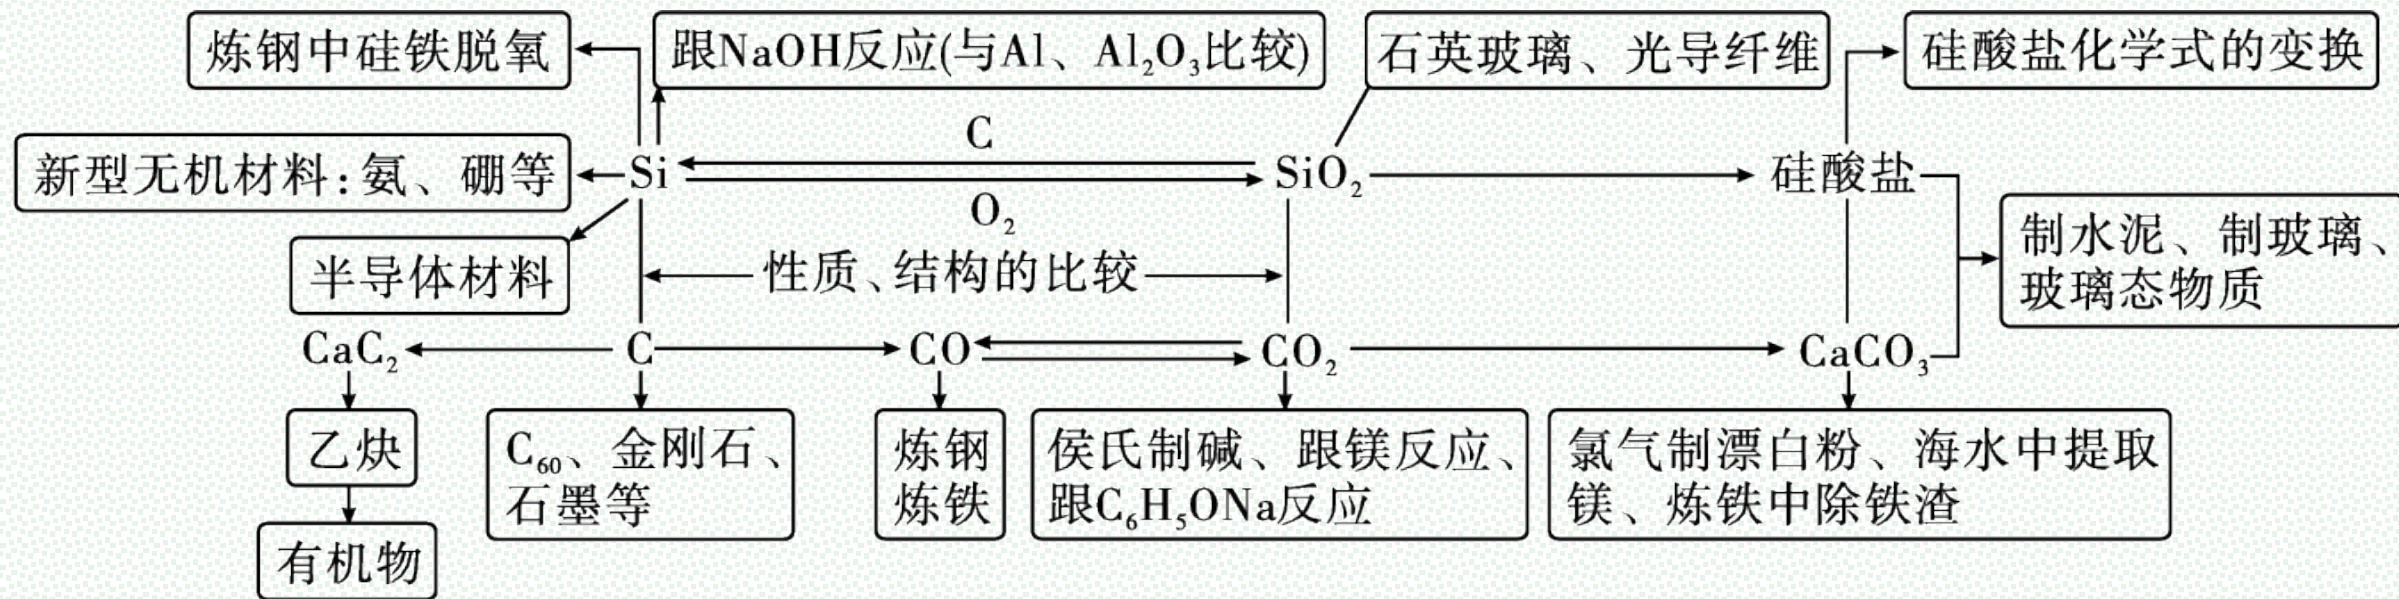 炼钢中硅铁脱氧
跟NaOH反应(与Al、Al₂O₃比较)
石英玻璃、光导纤维
硅酸盐化学式的变换
C
新型无机材料:氨、硼等
Si
SiO₂
硅酸盐
O₂
制水泥、制玻璃、
玻璃态物质
半导体材料
性质、结构的比较
CaC₂
C
CO
CO₂
CaCO₃
乙炔
C₆₀、金刚石、
石墨等
炼钢
炼铁
侯氏制碱、跟镁反应、
跟C₆H₅ONa反应
氯气制漂白粉、海水中提取
镁、炼铁中除铁渣
有机物